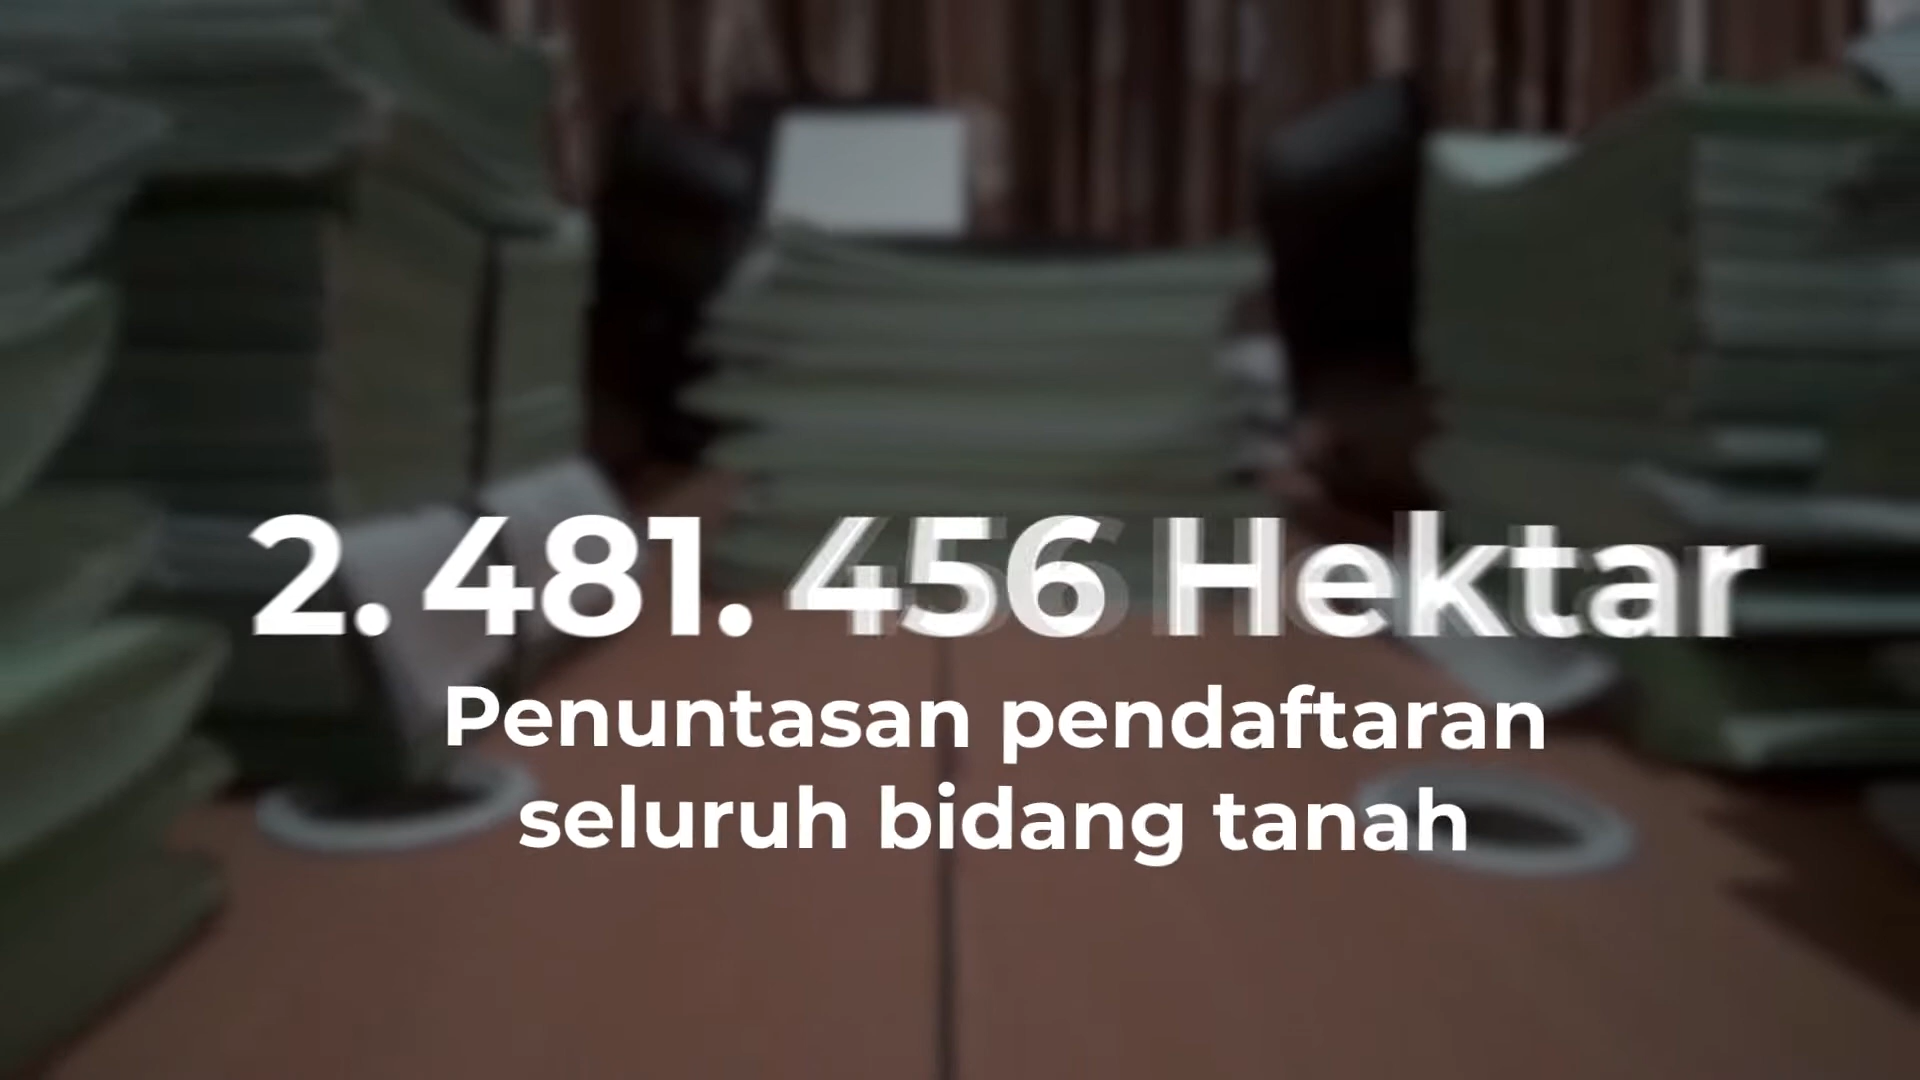 2. 481. 456 Hektar
Penuntasan pendaftaran
seluruh bidang tanah